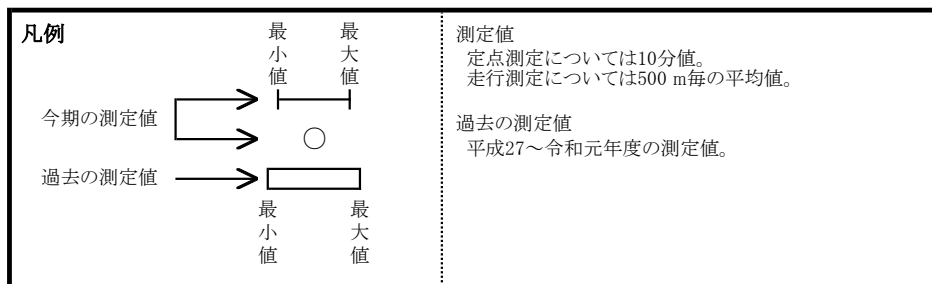 凡例
最小値
最大値
今期の測定値
過去の測定値
最小値
最大値
測定値
定点測定については10分値。
走行測定については500 m毎の平均値。
過去の測定値
平成27～令和元年度の測定値。